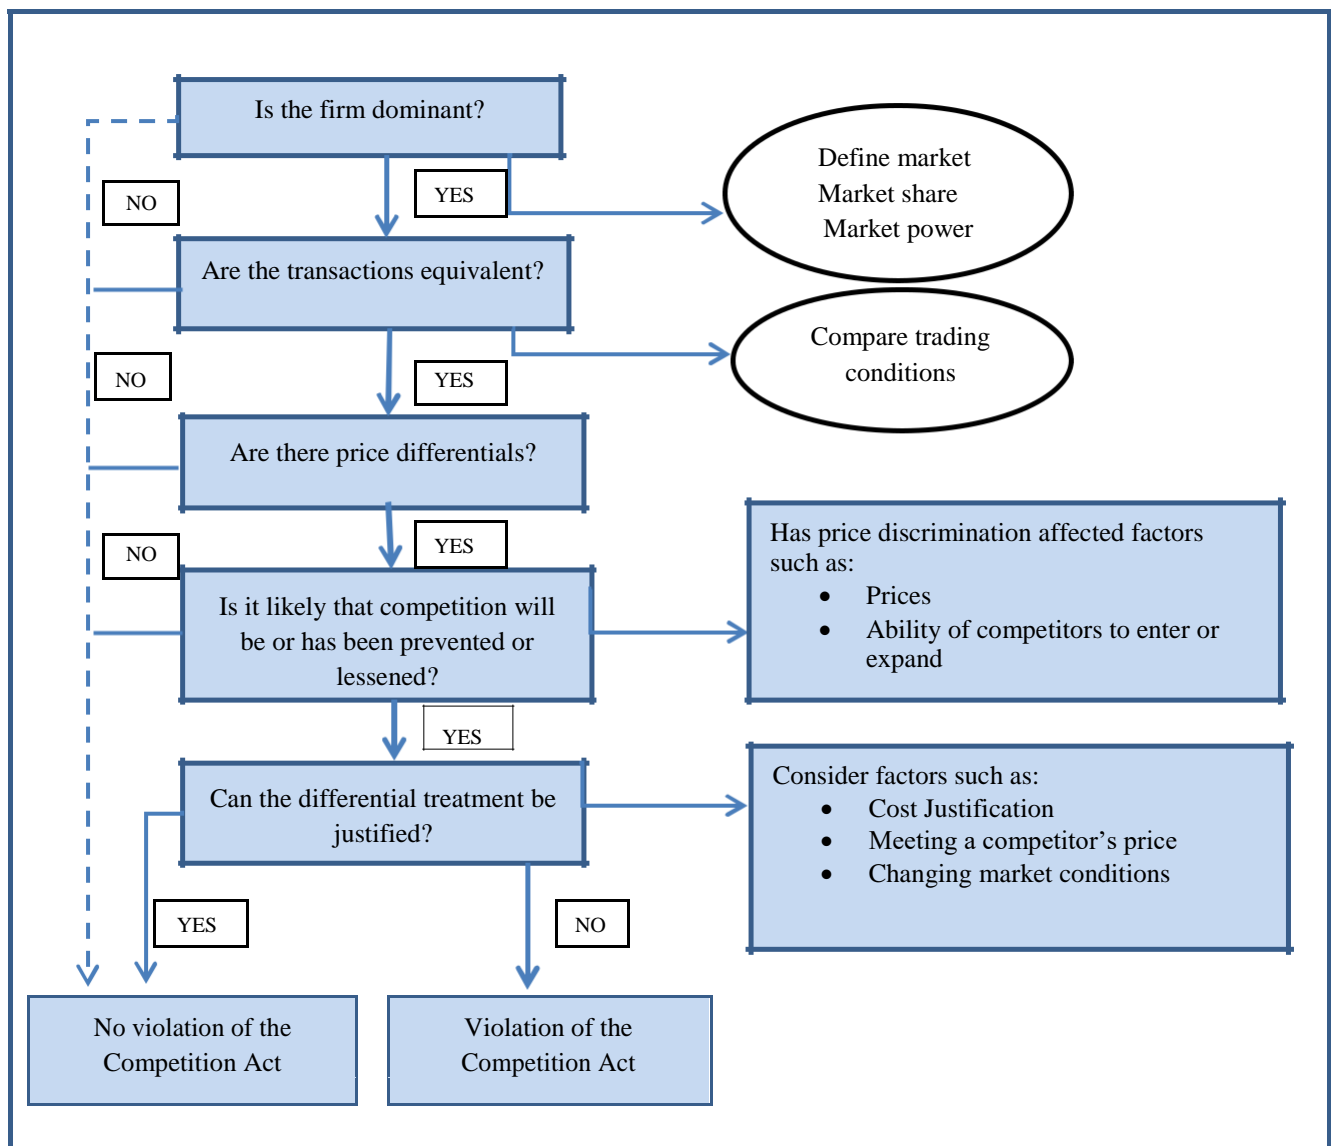 Is the firm dominant?
Define market
Market share
Market power
NO
YES
Are the transactions equivalent?
Compare trading
conditions
NO
YES
Are there price differentials?
NO
YES
Has price discrimination affected factors
such as:
• Prices
• Ability of competitors to enter or
expand
Is it likely that competition will
be or has been prevented or
lessened?
YES
Can the differential treatment be
justified?
Consider factors such as:
• Cost Justification
• Meeting a competitor’s price
• Changing market conditions
YES
NO
No violation of the
Competition Act
Violation of the
Competition Act